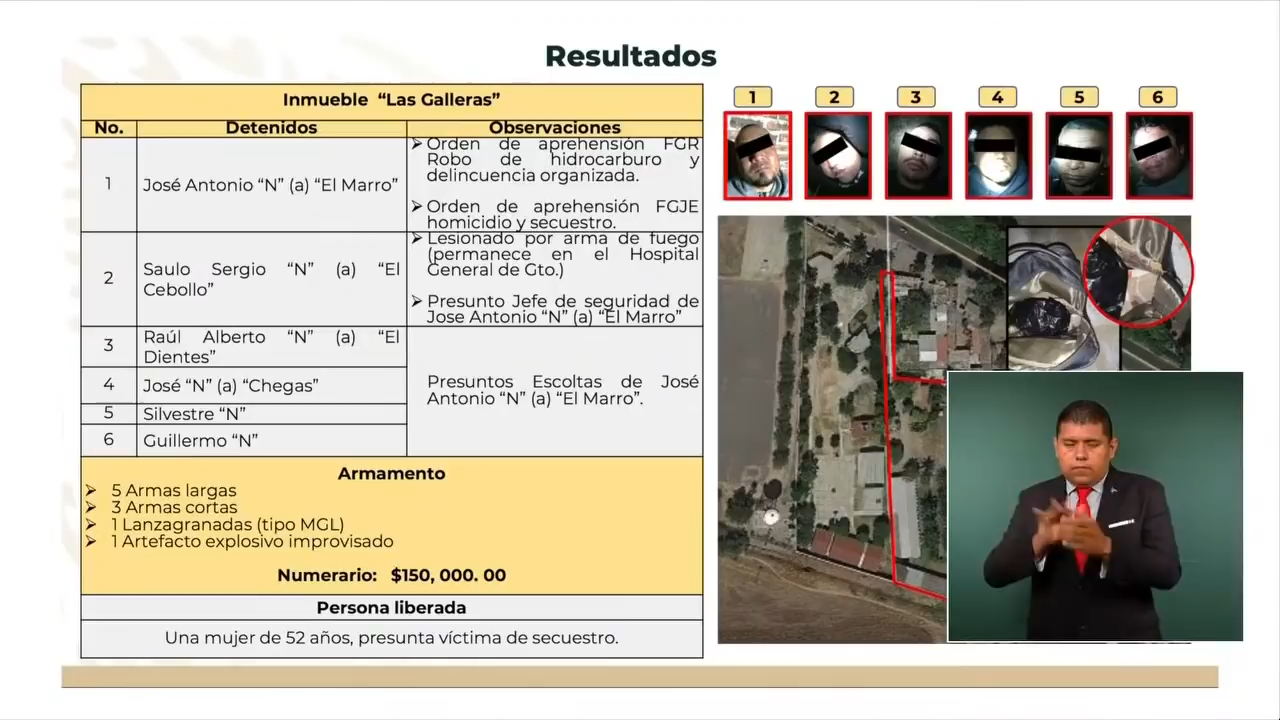 Resultados
Inmueble “Las Galleras”
No. Detenidos Observaciones
1
José Antonio “N” (a) “El Marro”
➢ Orden de aprehensión FGR
Robo de hidrocarburo y
delincuencia organizada.
➢ Orden de aprehensión FGJE
homicidio y secuestro.
2
Saulo Sergio “N” (a) “El
Cebollo”
➢ Lesionado por arma de fuego
(permanece en el Hospital
General de Gto.)
➢ Presunto Jefe de seguridad de
Jose Antonio “N” (a) “El Marro”
3
Raúl Alberto “N” (a) “El
Dientes”
4
José “N” (a) “Chegas”
5
Silvestre “N”
6
Guillermo “N”
Presuntos Escoltas de José
Antonio “N” (a) “El Marro”.
Armamento
➢ 5 Armas largas
➢ 3 Armas cortas
➢ 1 Lanzagranadas (tipo MGL)
➢ 1 Artefacto explosivo improvisado
Numerario: $150, 000. 00
Persona liberada
Una mujer de 52 años, presunta víctima de secuestro.
1 2 3 4 5 6